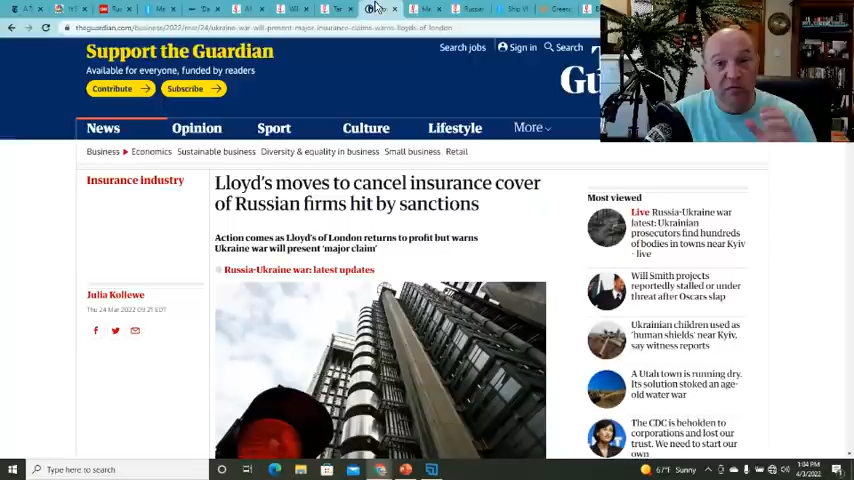 theguardian.com/business/2022/mar/24/ukraine-war-will-present-major-insurance-claims-warns-lloyds-of-london
Support the Guardian
Available for everyone, funded by readers
Contribute
Subscribe
Search jobs
Sign in
Search
Gu
News
Opinion
Sport
Culture
Lifestyle
More
Business
Economics
Sustainable business
Diversity & equality in business
Small business
Retail
Insurance industry
Lloyd's moves to cancel insurance cover
of Russian firms hit by sanctions
Action comes as Lloyd's of London returns to profit but warns
Ukraine war will present 'major claim'
Russia-Ukraine war: latest updates
Julia Kollewe
Thu 24 Mar 2022 09.21 EDT
Most viewed
Live Russia-Ukraine war
latest: Ukrainian
prosecutors find hundreds
of bodies in towns near Kyiv
- live
Will Smith projects
reportedly stalled or under
threat after Oscars slap
Ukrainian children used as
'human shields' near Kyiv,
say witness reports
A Utah town is running dry.
Its solution stoked an age-
old water war
The CDC is beholden to
corporations and lost our
trust. We need to start our
own
Type here to search
67°F Sunny
1:04 PM
4/3/2022